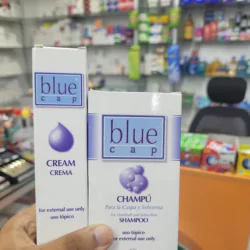 blue
cap
CREAM
CREMA
for external use only
uso tópico
blue
cap
CHAMPÚ
Para la Caspa y Seborrea
for Dandruff and Seborrhea
SHAMPOO
uso tópico
for external use only